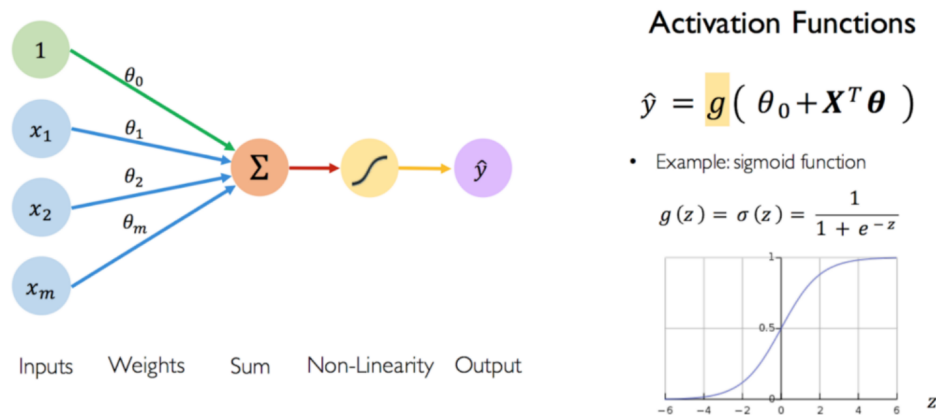 1
x₁
x₂
xₘ
θ₀
θ₁
θ₂
θₘ
Σ
ŷ
Inputs Weights Sum Non-Linearity Output
Activation Functions
ŷ = g ( θ₀ + Xᵀ θ )
• Example: sigmoid function
g (z) = σ (z) = 1 / 1 + e⁻ᶻ
1
0.5
0
−6 −4 −2 0 2 4 6
z